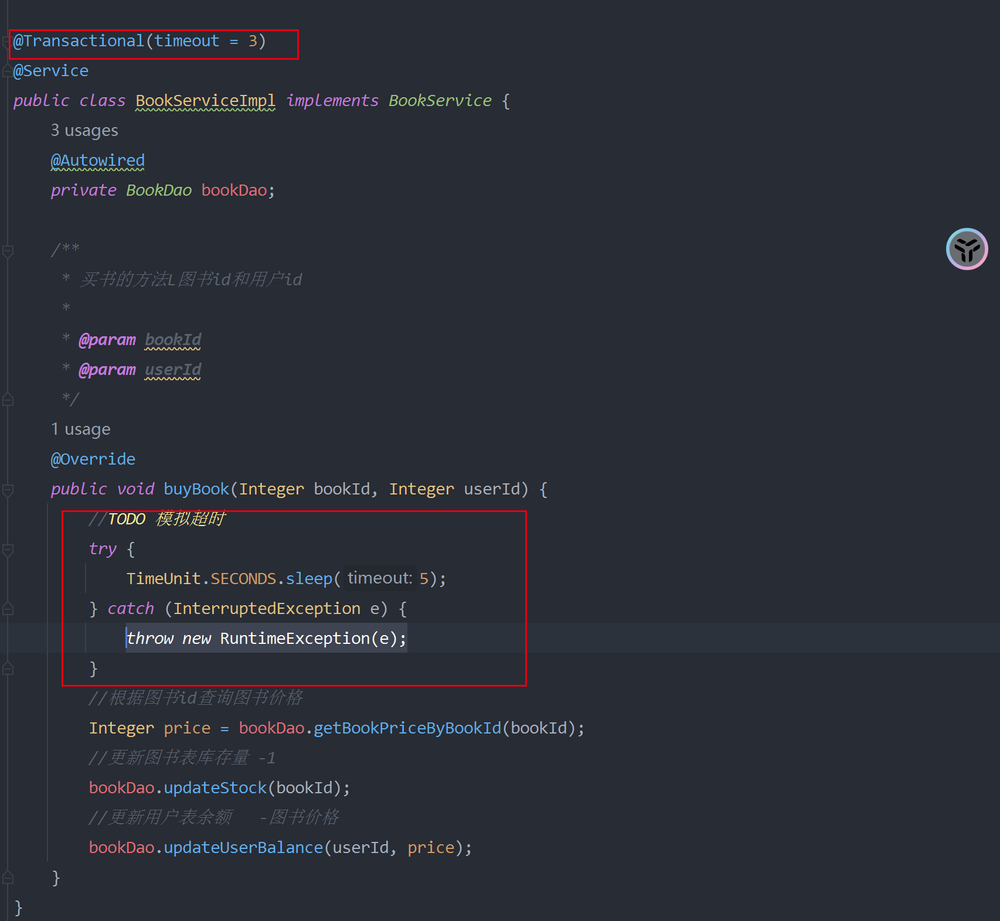 @Transactional(timeout = 3)
@Service
public class BookServiceImpl implements BookService {
3 usages
@Autowired
private BookDao bookDao;
/**
* 买书的方法L图书id和用户id
*
* @param bookId
* @param userId
*/
1 usage
@Override
public void buyBook(Integer bookId, Integer userId) {
//TODO 模拟超时
try {
TimeUnit.SECONDS.sleep( timeout: 5);
} catch (InterruptedException e) {
throw new RuntimeException(e);
}
//根据图书id查询图书价格
Integer price = bookDao.getBookPriceByBookId(bookId);
//更新图书表库存量 -1
bookDao.updateStock(bookId);
//更新用户表余额 -图书价格
bookDao.updateUserBalance(userId, price);
}
}